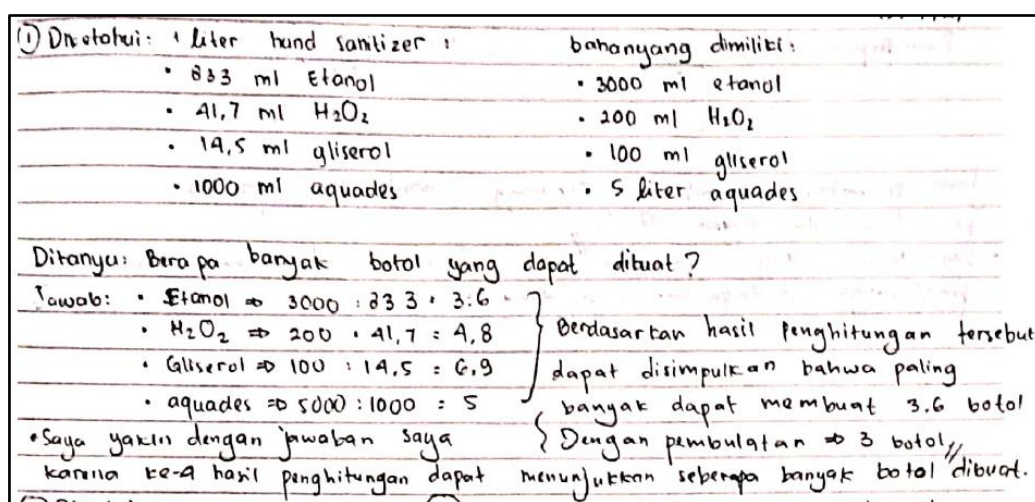 ① Diketahui: 1 liter hand sanitizer : bahan yang dimiliki :
• 833 ml Etanol • 3000 ml etanol
• 41,7 ml H₂O₂ • 200 ml H₂O₂
• 14,5 ml gliserol • 100 ml gliserol
• 1000 ml aquades • 5 liter aquades
Ditanya: Berapa banyak botol yang dapat dibuat?
Jawab: • Etanol ⇒ 3000 : 833 = 3.6
• H₂O₂ ⇒ 200 : 41,7 = 4,8 Berdasarkan hasil penghitungan tersebut
• Gliserol ⇒ 100 : 14.5 = 6,9 dapat disimpulkan bahwa paling
• aquades ⇒ 5000 : 1000 = 5 banyak dapat membuat 3.6 botol
• Saya yakin dengan jawaban saya Dengan pembulatan ⇒ 3 botol //
karena ke-4 hasil penghitungan dapat menunjukkan seberapa banyak botol dibuat.